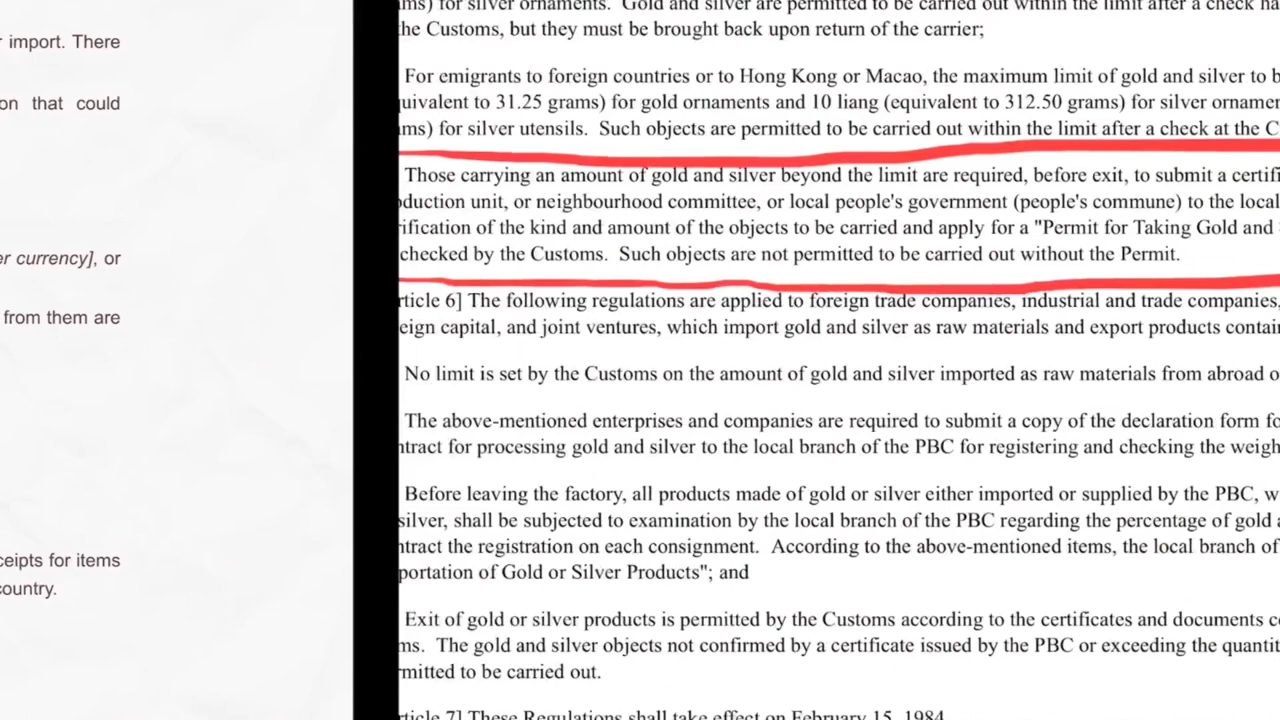 import. There
on that could
er currency], or
from them are
ceipts for items
country.
ms) for silver ornaments. Gold and silver are permitted to be carried out within the limit after a check ha
the Customs, but they must be brought back upon return of the carrier;
For emigrants to foreign countries or to Hong Kong or Macao, the maximum limit of gold and silver to b
quivalent to 31.25 grams) for gold ornaments and 10 liang (equivalent to 312.50 grams) for silver ornamen
ms) for silver utensils. Such objects are permitted to be carried out within the limit after a check at the C
Those carrying an amount of gold and silver beyond the limit are required, before exit, to submit a certifi
oduction unit, or neighbourhood committee, or local people's government (people's commune) to the local
rification of the kind and amount of the objects to be carried and apply for a "Permit for Taking Gold and
checked by the Customs. Such objects are not permitted to be carried out without the Permit.
rticle 6] The following regulations are applied to foreign trade companies, industrial and trade companies,
eign capital, and joint ventures, which import gold and silver as raw materials and export products contain
No limit is set by the Customs on the amount of gold and silver imported as raw materials from abroad o
The above-mentioned enterprises and companies are required to submit a copy of the declaration form fo
ntract for processing gold and silver to the local branch of the PBC for registering and checking the weigh
Before leaving the factory, all products made of gold or silver either imported or supplied by the PBC, w
silver, shall be subjected to examination by the local branch of the PBC regarding the percentage of gold
ntract the registration on each consignment. According to the above-mentioned items, the local branch of
portation of Gold or Silver Products"; and
Exit of gold or silver products is permitted by the Customs according to the certificates and documents c
ms. The gold and silver objects not confirmed by a certificate issued by the PBC or exceeding the quantit
rmitted to be carried out.
rticle 7] These Regulations shall take effect on February 15, 1984.